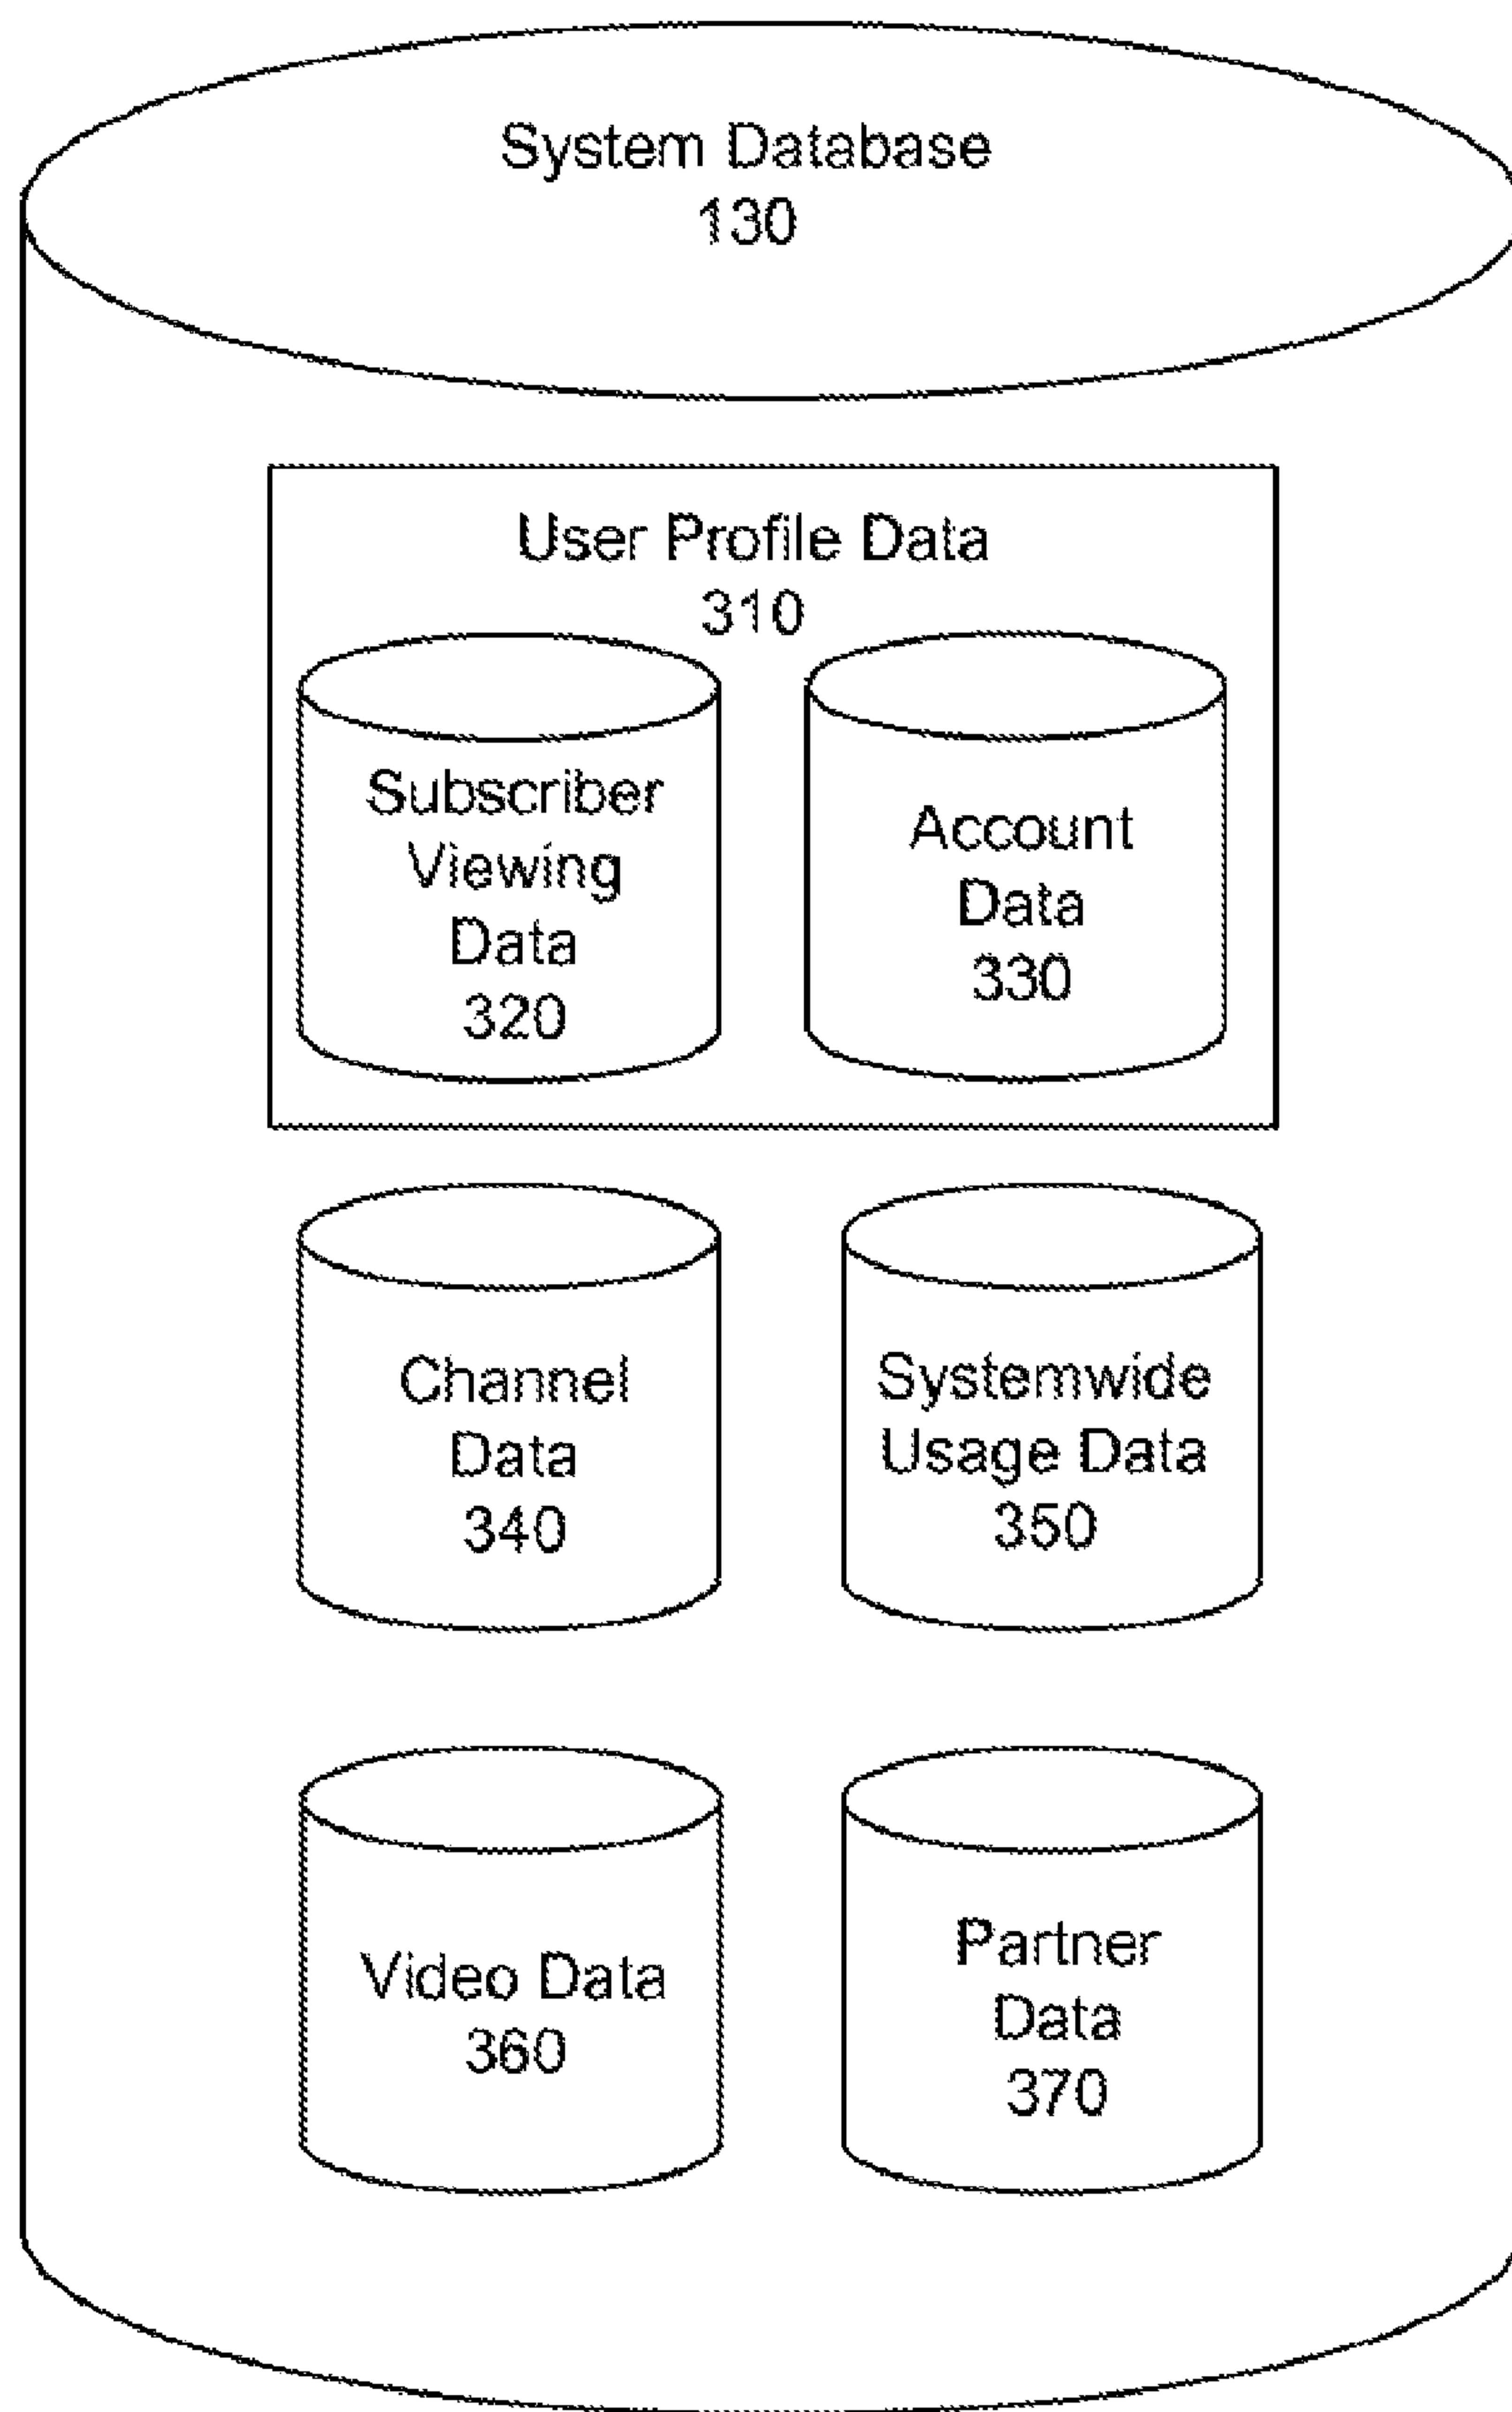 System Database
130
User Profile Data
310
Subscriber
Viewing
Data
320
Account
Data
330
Channel
Data
340
Systemwide
Usage Data
350
Video Data
360
Partner
Data
370